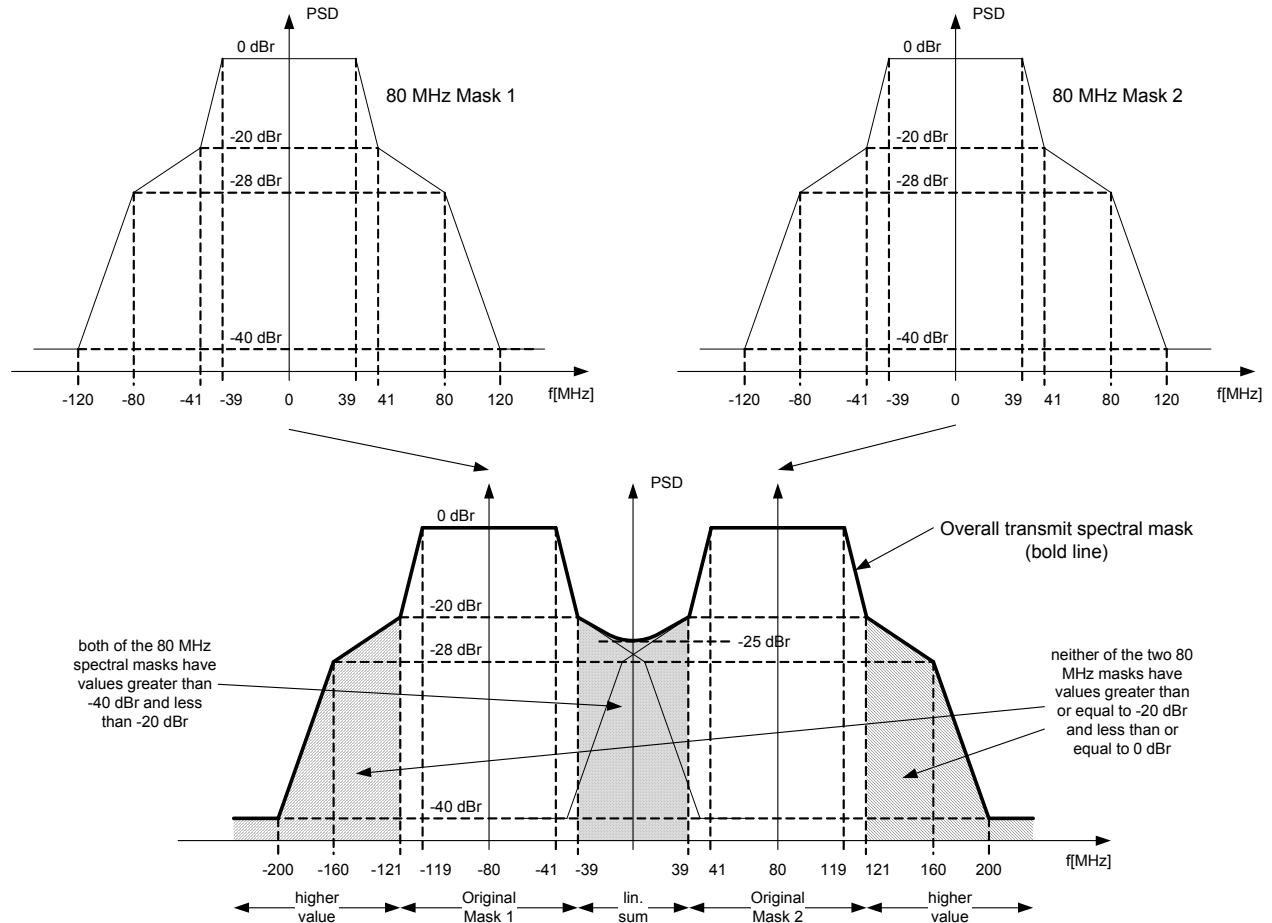 PSD
0 dBr
80 MHz Mask 1
-20 dBr
-28 dBr
-40 dBr
-120
-80
-41
-39
0
39
41
80
120
f[MHz]
PSD
0 dBr
80 MHz Mask 2
-20 dBr
-28 dBr
-40 dBr
-120
-80
-41
-39
0
39
41
80
120
f[MHz]
PSD
0 dBr
Overall transmit spectral mask
(bold line)
-20 dBr
-25 dBr
-28 dBr
both of the 80 MHz
spectral masks have
values greater than
-40 dBr and less
than -20 dBr
neither of the two 80
MHz masks have
values greater than
or equal to -20 dBr
and less than or
equal to 0 dBr
-40 dBr
-200
-160
-121
-119
-80
-41
-39
0
39
41
80
119
121
160
200
f[MHz]
higher
value
Original
Mask 1
lin.
sum
Original
Mask 2
higher
value